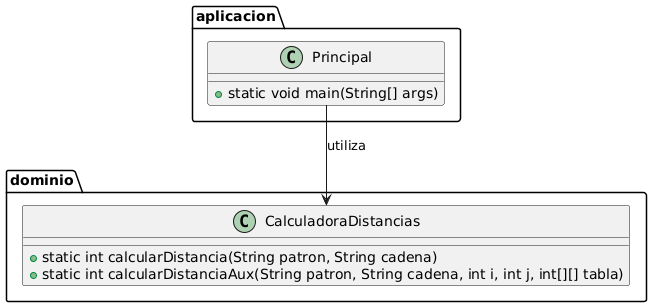 aplicacion
C Principal
static void main(String[] args)
utiliza
dominio
C CalculadoraDistancias
static int calcularDistancia(String patron, String cadena)
static int calcularDistanciaAux(String patron, String cadena, int i, int j, int[][] tabla)